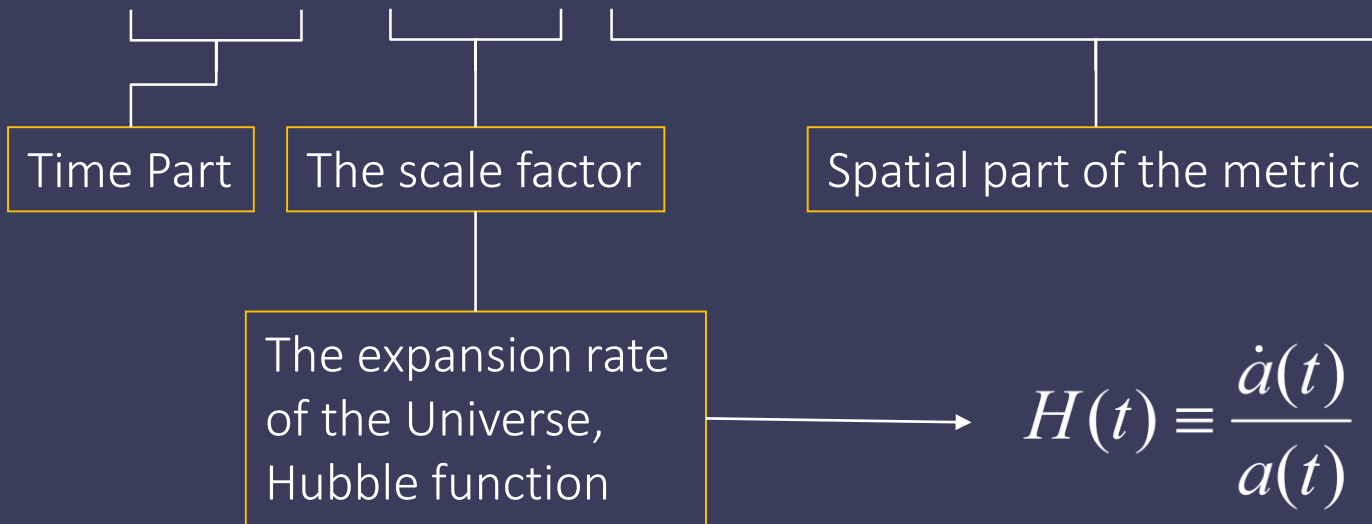 Time Part
The scale factor
Spatial part of the metric
The expansion rate
of the Universe,
Hubble function
H(t) ≡ ȧ(t) / a(t)